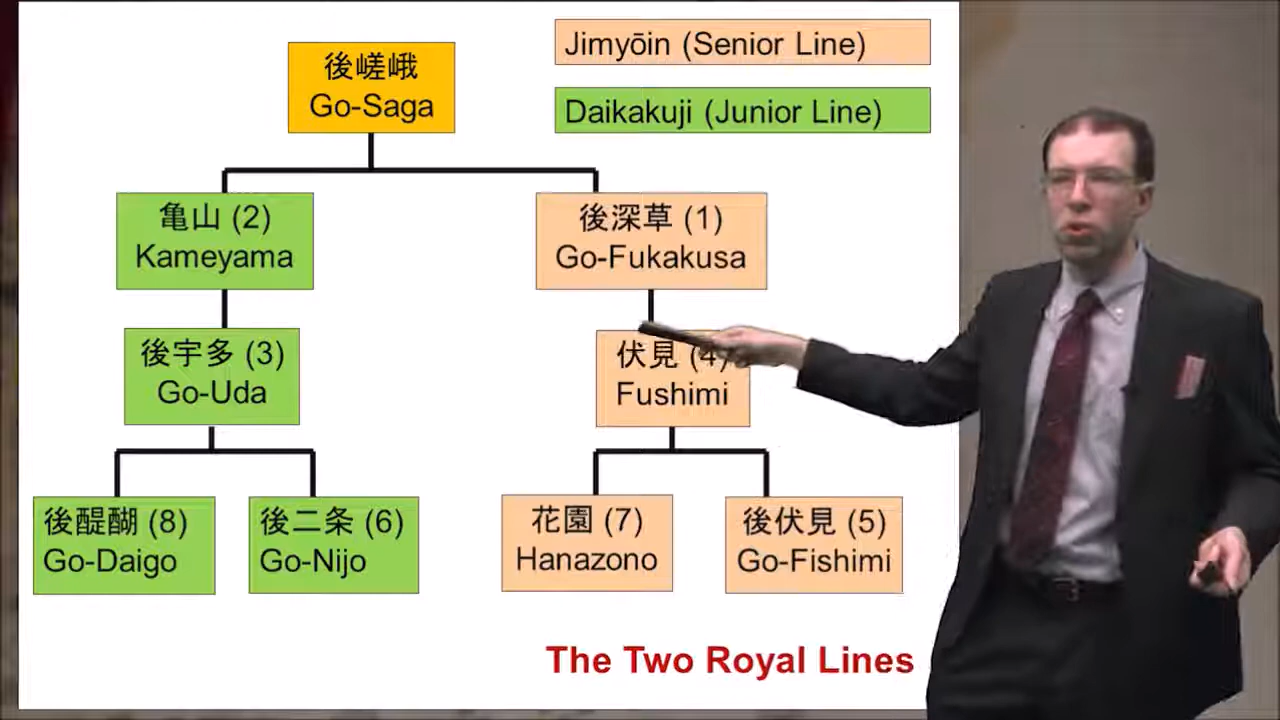 後嵯峨
Go-Saga
Jimyōin (Senior Line)
Daikakuji (Junior Line)
亀山 (2)
Kameyama
後深草 (1)
Go-Fukakusa
後宇多 (3)
Go-Uda
伏見 (4)
Fushimi
後醍醐 (8)
Go-Daigo
後二条 (6)
Go-Nijo
花園 (7)
Hanazono
後伏見 (5)
Go-Fishimi
The Two Royal Lines